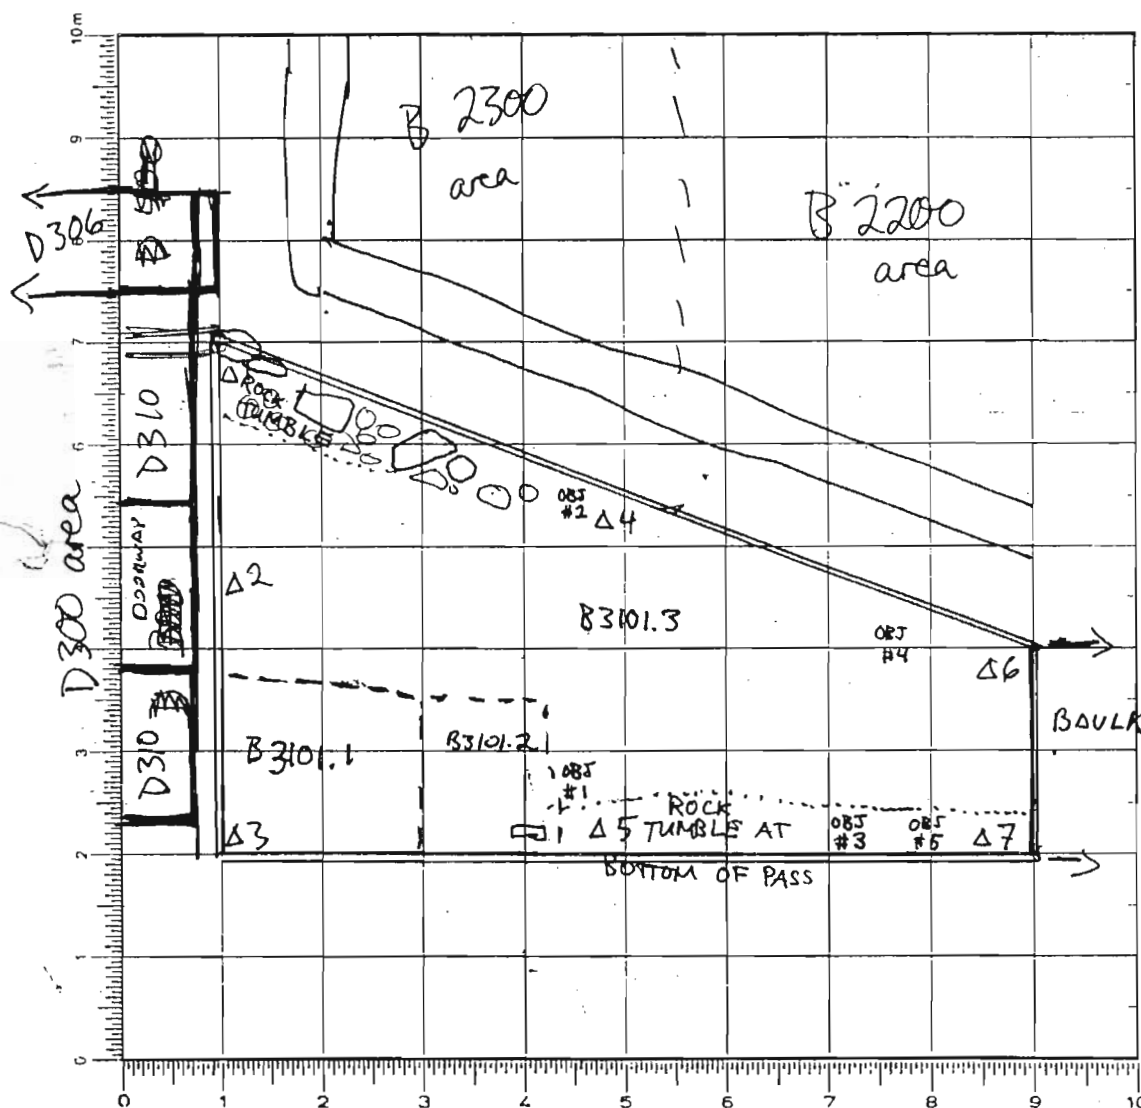 10m
9
8
7
6
3
2
1
0
0
1
2
3
4
5
6
7
8
9
10
B 2300
area
B 2200
area
D306
D310
DOORWAY
D310
D300 area
Δ ROCK
TUMBLE
OBJ
#2
Δ4
Δ2
B3101.3
OBJ
#4
Δ6
BAULK
B3101.1
B3101.2
OBJ
#1
ROCK
Δ3
Δ5 TUMBLE AT
OBJ
#3
OBJ
#5
Δ7
BOTTOM OF PASS